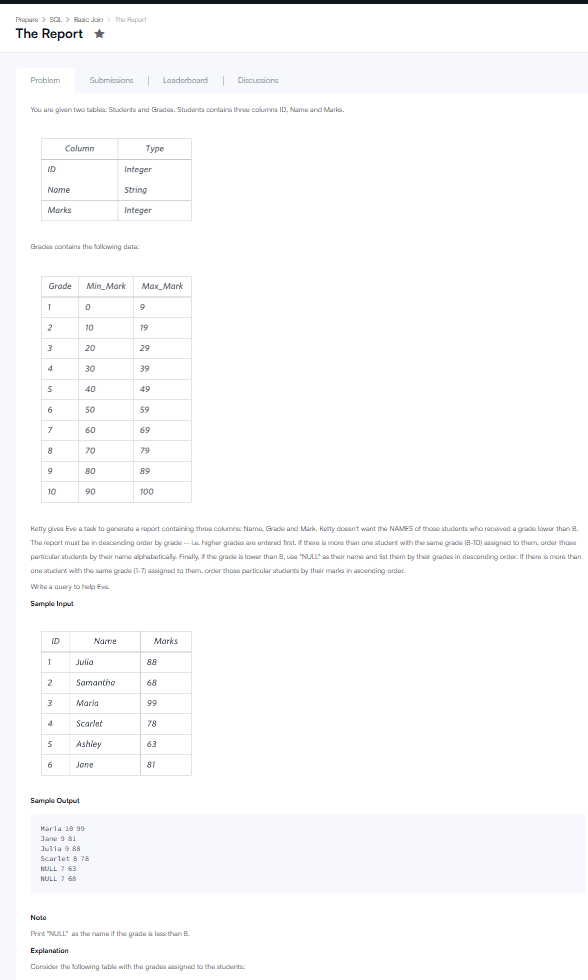 Prepare > SQL > Basic Join > The Report
The Report
Problem Submissions Leaderboard Discussions
You are given two tables: Students and Grades. Students contains three columns ID, Name and Marks.
Column Type
ID Integer
Name String
Marks Integer
Grades contains the following data:
Grade Min_Mark Max_Mark
1 0 9
2 10 19
3 20 29
4 30 39
5 40 49
6 50 59
7 60 69
8 70 79
9 80 89
10 90 100
Ketty gives Eve a task to generate a report containing three columns: Name, Grade and Mark. Ketty doesn't want the NAMES of those students who received a grade lower than 8.
The report must be in descending order by grade -- i.e. higher grades are entered first. If there is more than one student with the same grade (8-10) assigned to them, order those
particular students by their name alphabetically. Finally, if the grade is lower than 8, use "NULL" as their name and list them by their grades in descending order. If there is more than
one student with the same grade (1-7) assigned to them, order those particular students by their marks in ascending order.
Write a query to help Eve.
Sample Input
ID Name Marks
1 Julia 88
2 Samantha 68
3 Maria 99
4 Scarlet 78
5 Ashley 63
6 Jane 81
Sample Output
Maria 10 99
Jane 9 81
Julia 9 88
Scarlet 8 78
NULL 7 63
NULL 7 68
Note
Print "NULL" as the name if the grade is less than 8.
Explanation
Consider the following table with the grades assigned to the students: